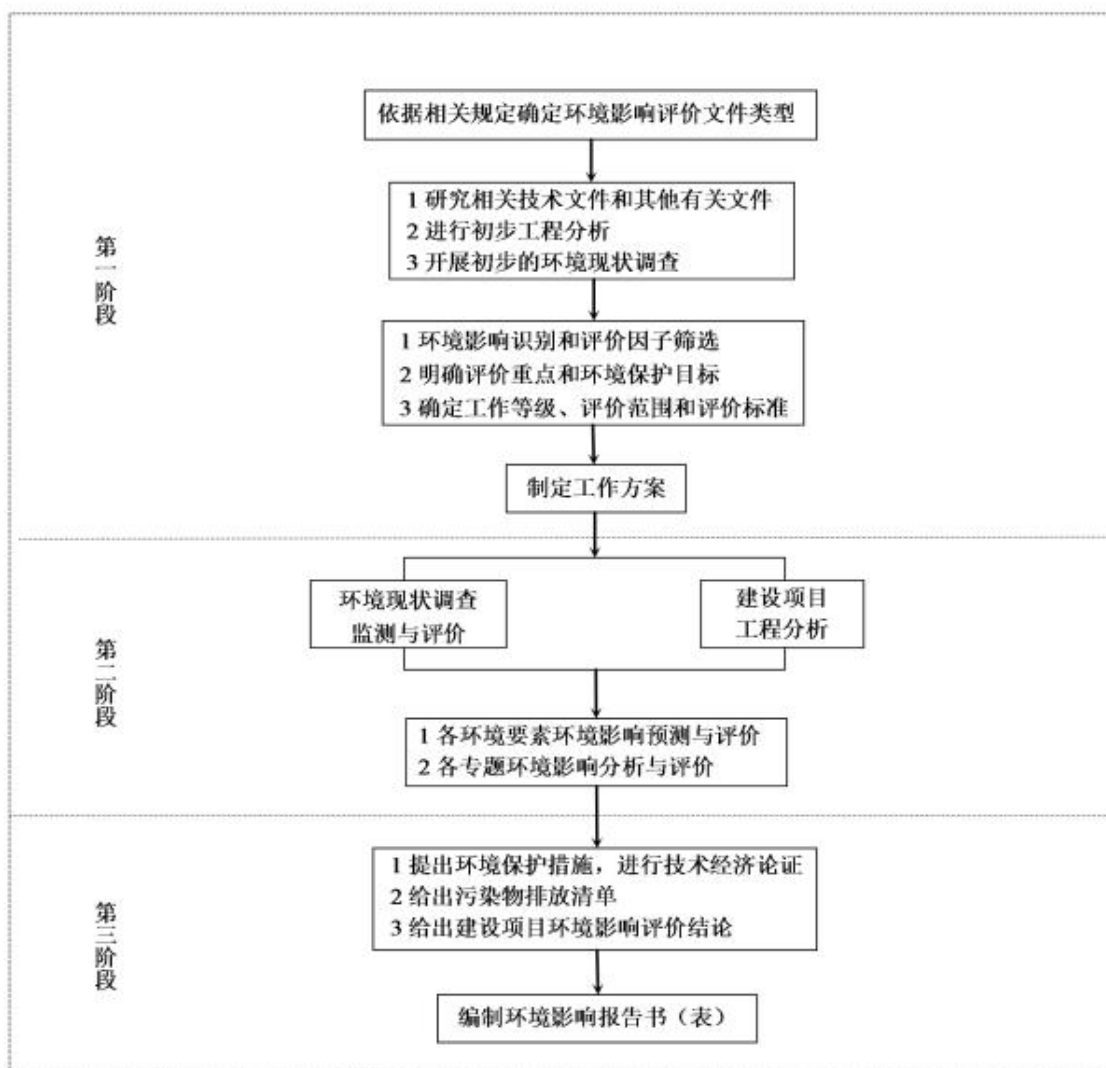 依据相关规定确定环境影响评价文件类型
1 研究相关技术文件和其他有关文件
2 进行初步工程分析
3 开展初步的环境现状调查
第一阶段
1 环境影响识别和评价因子筛选
2 明确评价重点和环境保护目标
3 确定工作等级、评价范围和评价标准
制定工作方案
环境现状调查
监测与评价
建设项目
工程分析
第二阶段
1 各环境要素环境影响预测与评价
2 各专题环境影响分析与评价
1 提出环境保护措施，进行技术经济论证
2 给出污染物排放清单
3 给出建设项目环境影响评价结论
第三阶段
编制环境影响报告书（表）